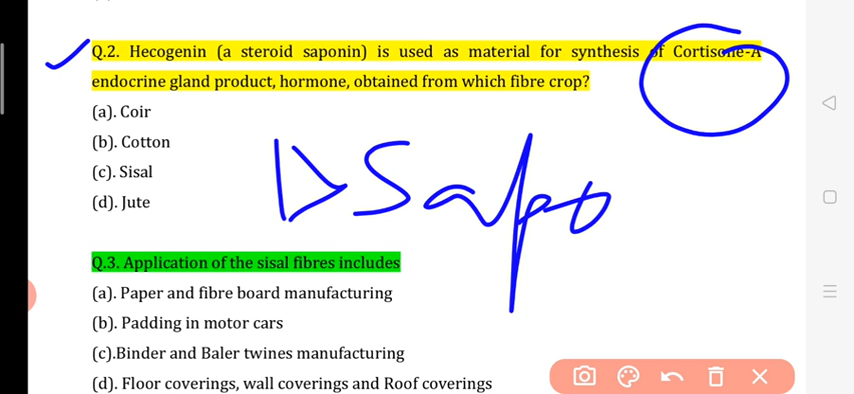 Q.2. Hecogenin (a steroid saponin) is used as material for synthesis of Cortisone-A
endocrine gland product, hormone, obtained from which fibre crop?
(a). Coir
(b). Cotton
(c). Sisal
(d). Jute
Q.3. Application of the sisal fibres includes
(a). Paper and fibre board manufacturing
(b). Padding in motor cars
(c).Binder and Baler twines manufacturing
(d). Floor coverings, wall coverings and Roof coverings